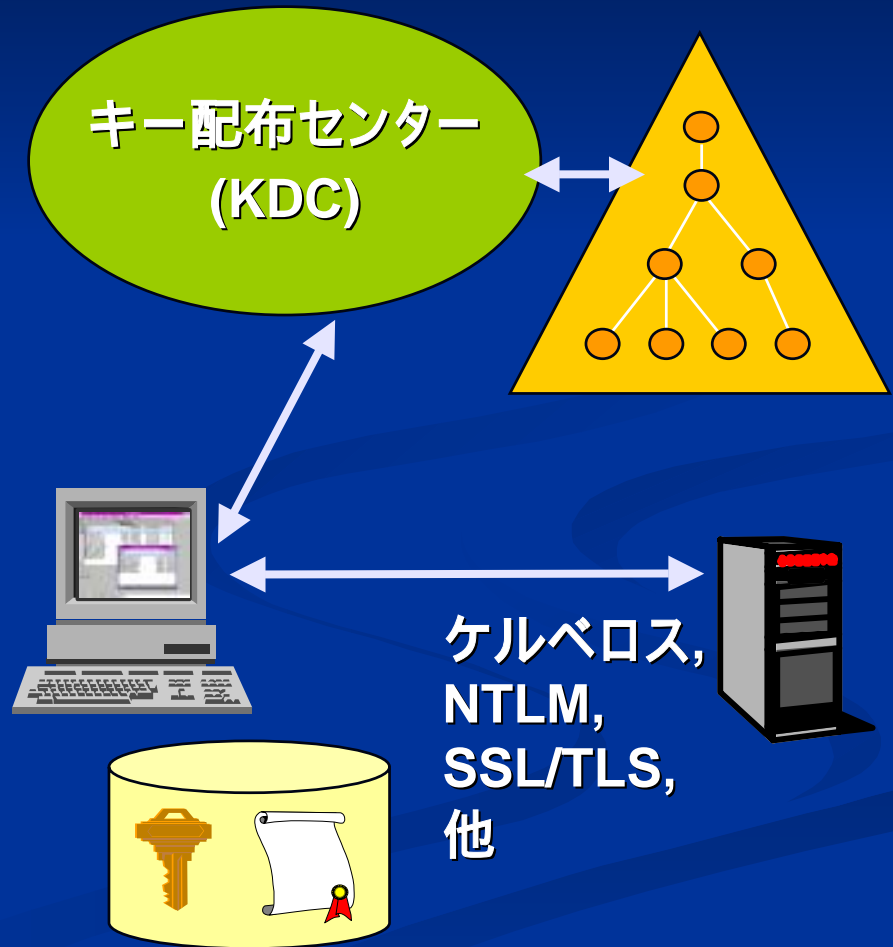 キー配布センター
(KDC)
ケルベロス,
NTLM,
SSL/TLS,
他